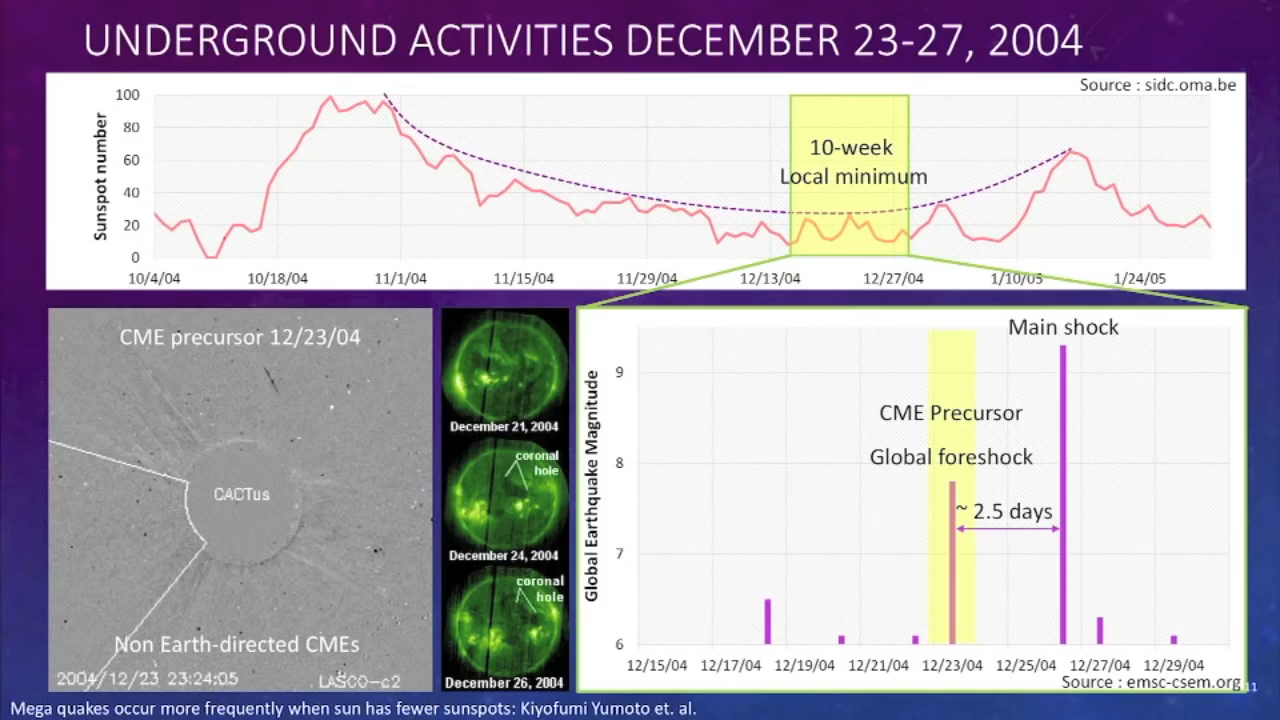 UNDERGROUND ACTIVITIES DECEMBER 23-27, 2004
Source : sidc.oma.be
Sunspot number
100
80
60
40
20
0
10-week
Local minimum
10/4/04 10/18/04 11/1/04 11/15/04 11/29/04 12/13/04 12/27/04 1/10/05 1/24/05
CME precursor 12/23/04
CACTus
Non Earth-directed CMEs
2004/12/23 23:24:05 LASCO-c2
December 21, 2004
coronal
hole
December 24, 2004
coronal
hole
December 26, 2004
Global Earthquake Magnitude
9
8
7
6
Main shock
CME Precursor
Global foreshock
~ 2.5 days
12/15/04 12/17/04 12/19/04 12/21/04 12/23/04 12/25/04 12/27/04 12/29/04
Source : emsc-csem.org
11
Mega quakes occur more frequently when sun has fewer sunspots: Kiyofumi Yumoto et. al.